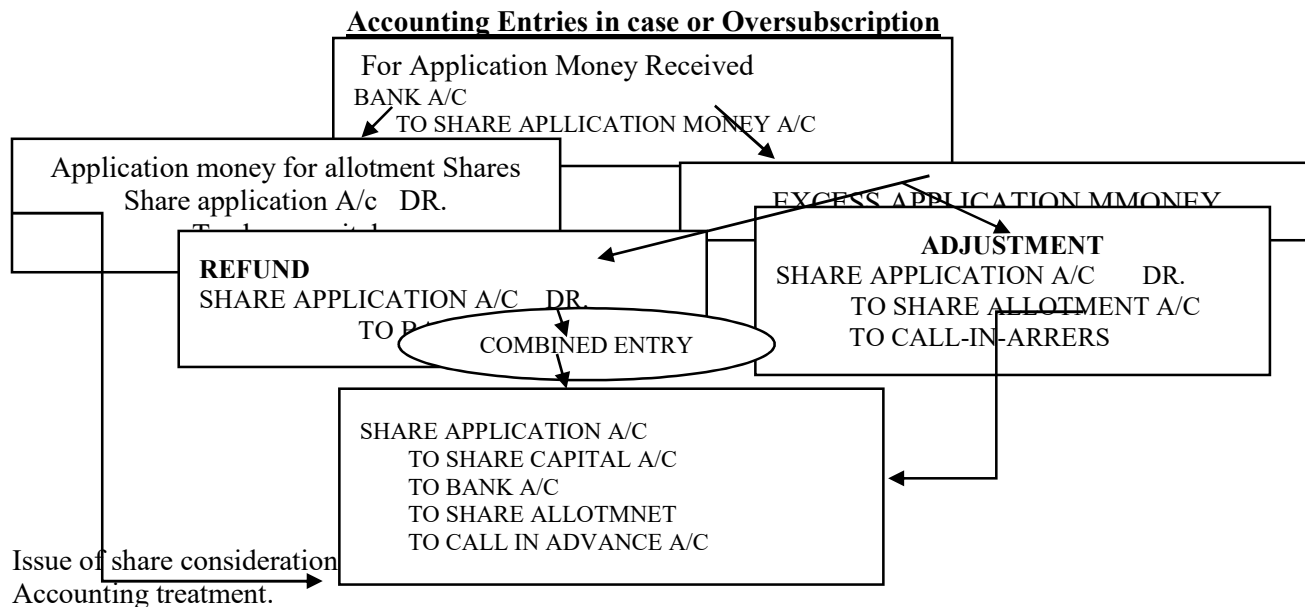 Accounting Entries in case or Oversubscription
For Application Money Received
BANK A/C
TO SHARE APLLICATION MONEY A/C
Application money for allotment Shares
Share application A/c DR.
EXCESS APPLICATION MMONEY
REFUND
SHARE APPLICATION A/C DR.
TO
ADJUSTMENT
SHARE APPLICATION A/C DR.
TO SHARE ALLOTMENT A/C
TO CALL-IN-ARRERS
COMBINED ENTRY
SHARE APPLICATION A/C
TO SHARE CAPITAL A/C
TO BANK A/C
TO SHARE ALLOTMNET
TO CALL IN ADVANCE A/C
Issue of share consideration
Accounting treatment.